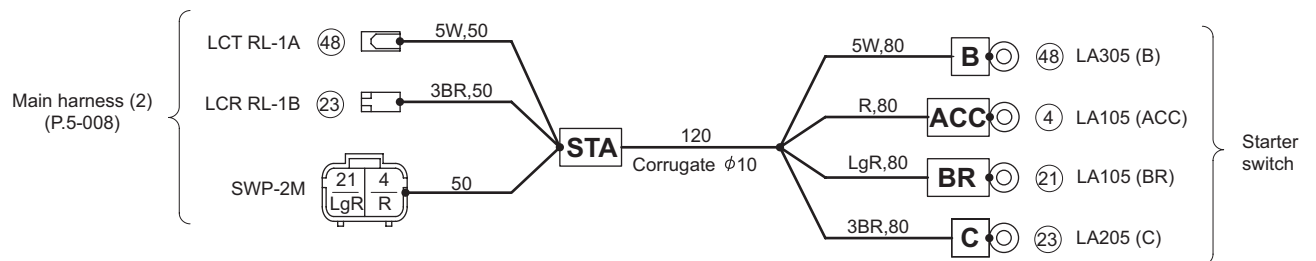 Main harness (2)
(P.5-008)
LCT RL-1A 48 5W,50
LCR RL-1B 23 3BR,50
SWP-2M 21 4 50
LgR R
STA
120
Corrugate φ10
5W,80 B 48 LA305 (B)
R,80 ACC 4 LA105 (ACC)
LgR,80 BR 21 LA105 (BR)
3BR,80 C 23 LA205 (C)
Starter
switch